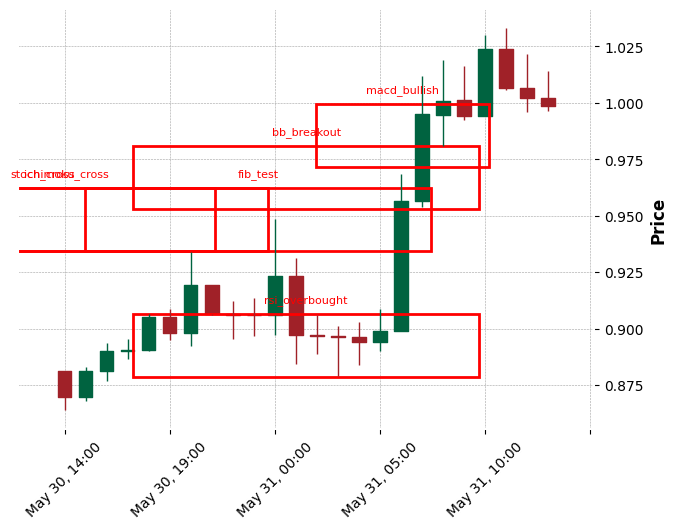 1.025
macd_bullish
1.000
bb_breakout
0.975
fib_test
0.950
Price
0.925
rsi_overbought
0.900
0.875
May 30, 14:00
May 30, 19:00
May 31, 00:00
May 31, 05:00
May 31, 10:00